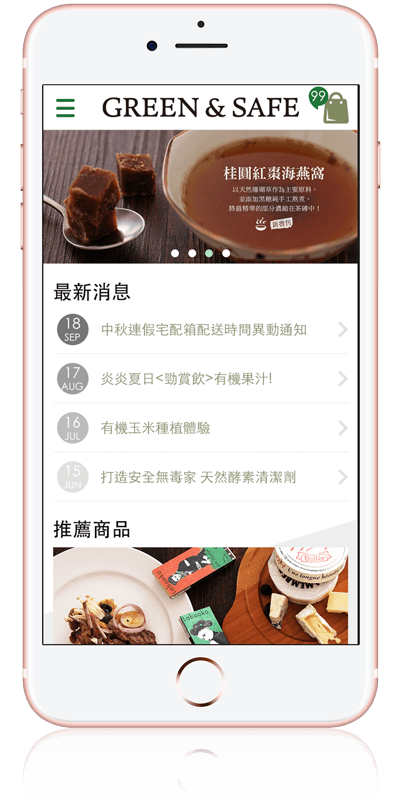 GREEN & SAFE
99
桂圓紅棗海燕窩
以天然珊瑚草作為主要原料,
並添加黑糖純手工熬煮,
將最精華的部分濃縮在茶磚中!
新發售
最新消息
18 SEP 中秋連假宅配箱配送時間異動通知
17 AUG 炎炎夏日<勁賞飲>有機果汁!
16 JUL 有機玉米種植體驗
15 JUN 打造安全無毒家 天然酵素清潔劑
推薦商品